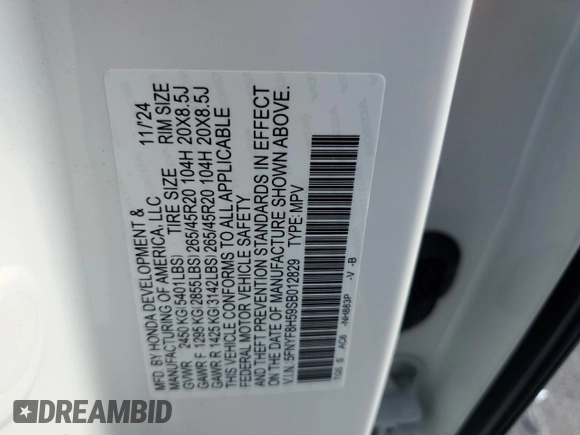 MFD. BY HONDA DEVELOPMENT & 11/'24
MANUFACTURING OF AMERICA, LLC
TIRE SIZE RIM SIZE
GVWR 2450 KG(5401LBS)
GAWR F 1295 KG(2855LBS) 265/45R20 104H 20X8.5J
GAWR R 1425 KG(3142LBS) 265/45R20 104H 20X8.5J
THIS VEHICLE CONFORMS TO ALL APPLICABLE
FEDERAL MOTOR VEHICLE SAFETY
AND THEFT PREVENTION STANDARDS IN EFFECT
ON THE DATE OF MANUFACTURE SHOWN ABOVE.
V.I.N. 5FNYF8H59SB012829 TYPE: MPV
-NH883P -V -B
DREAMBID